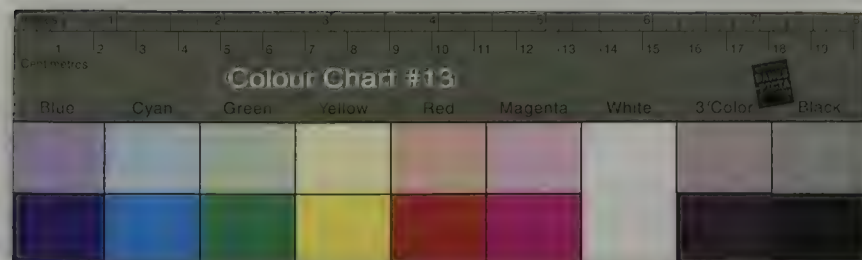 1 2 3 4 5 6 7
1 2 3 4 5 6 7 8 9 10 11 12 13 14 15 16 17 18 19
Centimetres
Colour Chart #13
Blue Cyan Green Yellow Red Magenta White 3/Color Black